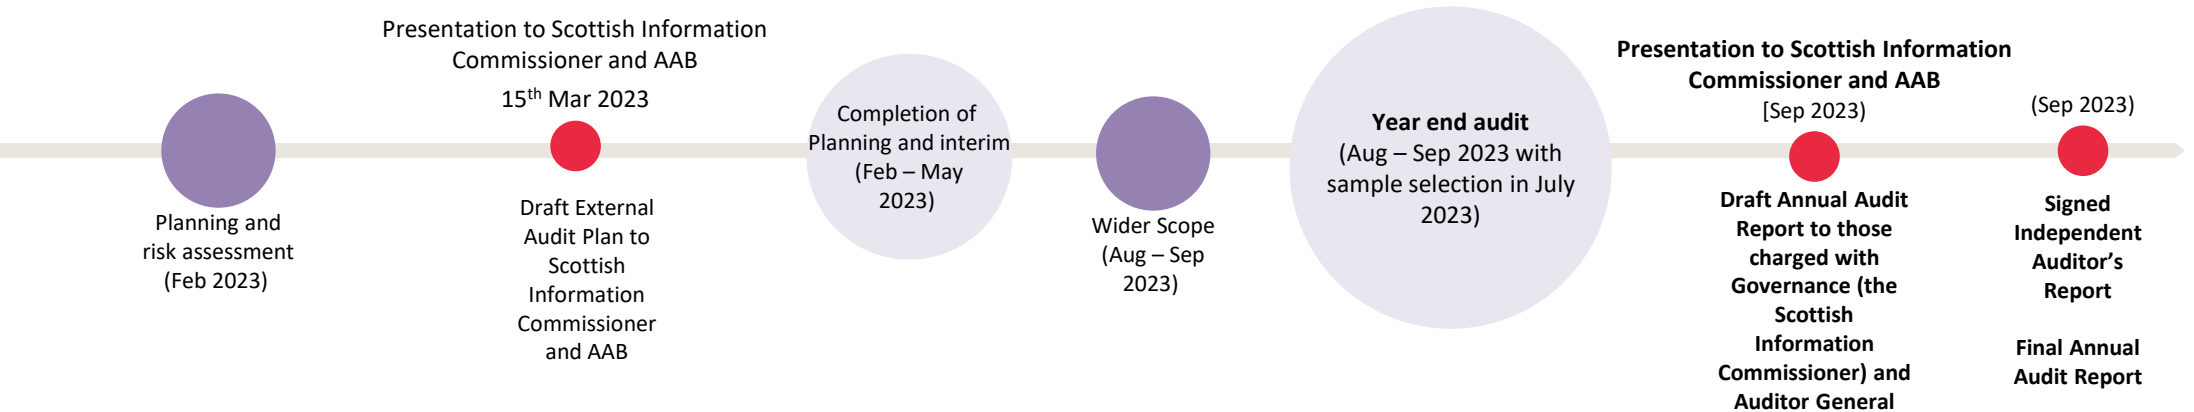 Planning and
risk assessment
(Feb 2023)
Presentation to Scottish Information
Commissioner and AAB
15th Mar 2023
Draft External
Audit Plan to
Scottish
Information
Commissioner
and AAB
Completion of
Planning and interim
(Feb – May
2023)
Wider Scope
(Aug – Sep
2023)
Year end audit
(Aug – Sep 2023 with
sample selection in July
2023)
Presentation to Scottish Information
Commissioner and AAB
[Sep 2023)
Draft Annual Audit
Report to those
charged with
Governance (the
Scottish
Information
Commissioner) and
Auditor General
(Sep 2023)
Signed
Independent
Auditor’s
Report
Final Annual
Audit Report